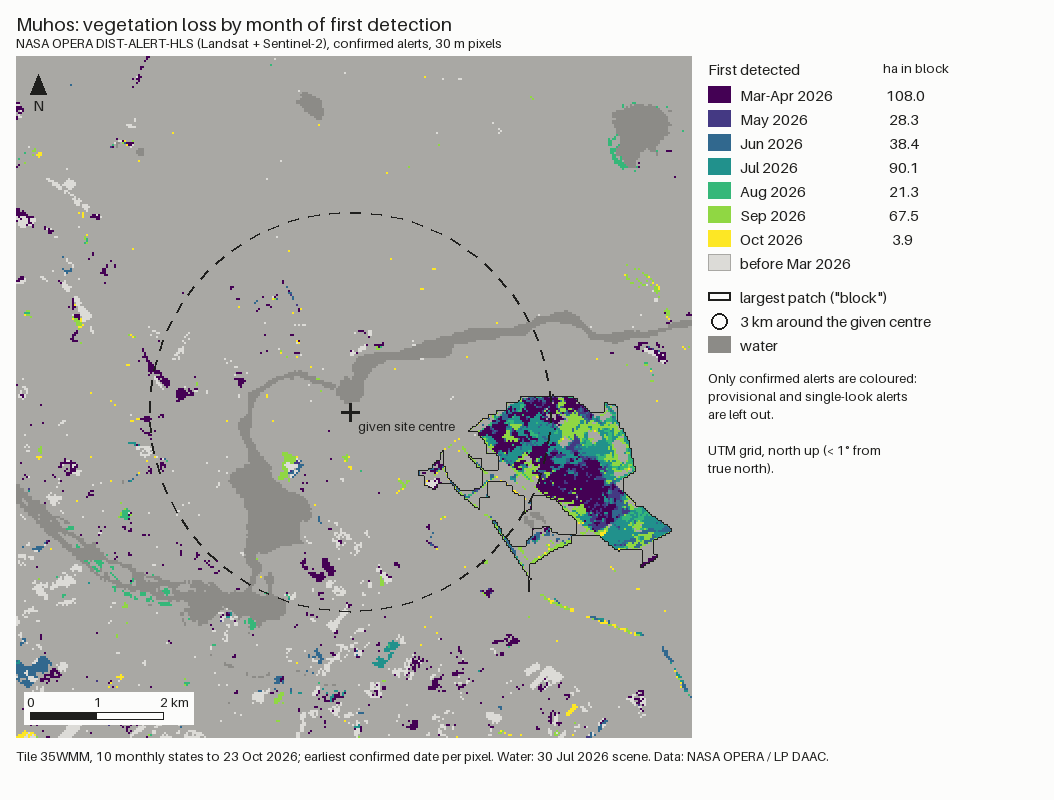 Muhos: vegetation loss by month of first detection
NASA OPERA DIST-ALERT-HLS (Landsat + Sentinel-2), confirmed alerts, 30 m pixels
N
given site centre
0 1 2 km
First detected ha in block
Mar-Apr 2026 108.0
May 2026 28.3
Jun 2026 38.4
Jul 2026 90.1
Aug 2026 21.3
Sep 2026 67.5
Oct 2026 3.9
before Mar 2026
largest patch ("block")
3 km around the given centre
water
Only confirmed alerts are coloured:
provisional and single-look alerts
are left out.
UTM grid, north up (< 1° from
true north).
Tile 35WMM, 10 monthly states to 23 Oct 2026; earliest confirmed date per pixel. Water: 30 Jul 2026 scene. Data: NASA OPERA / LP DAAC.